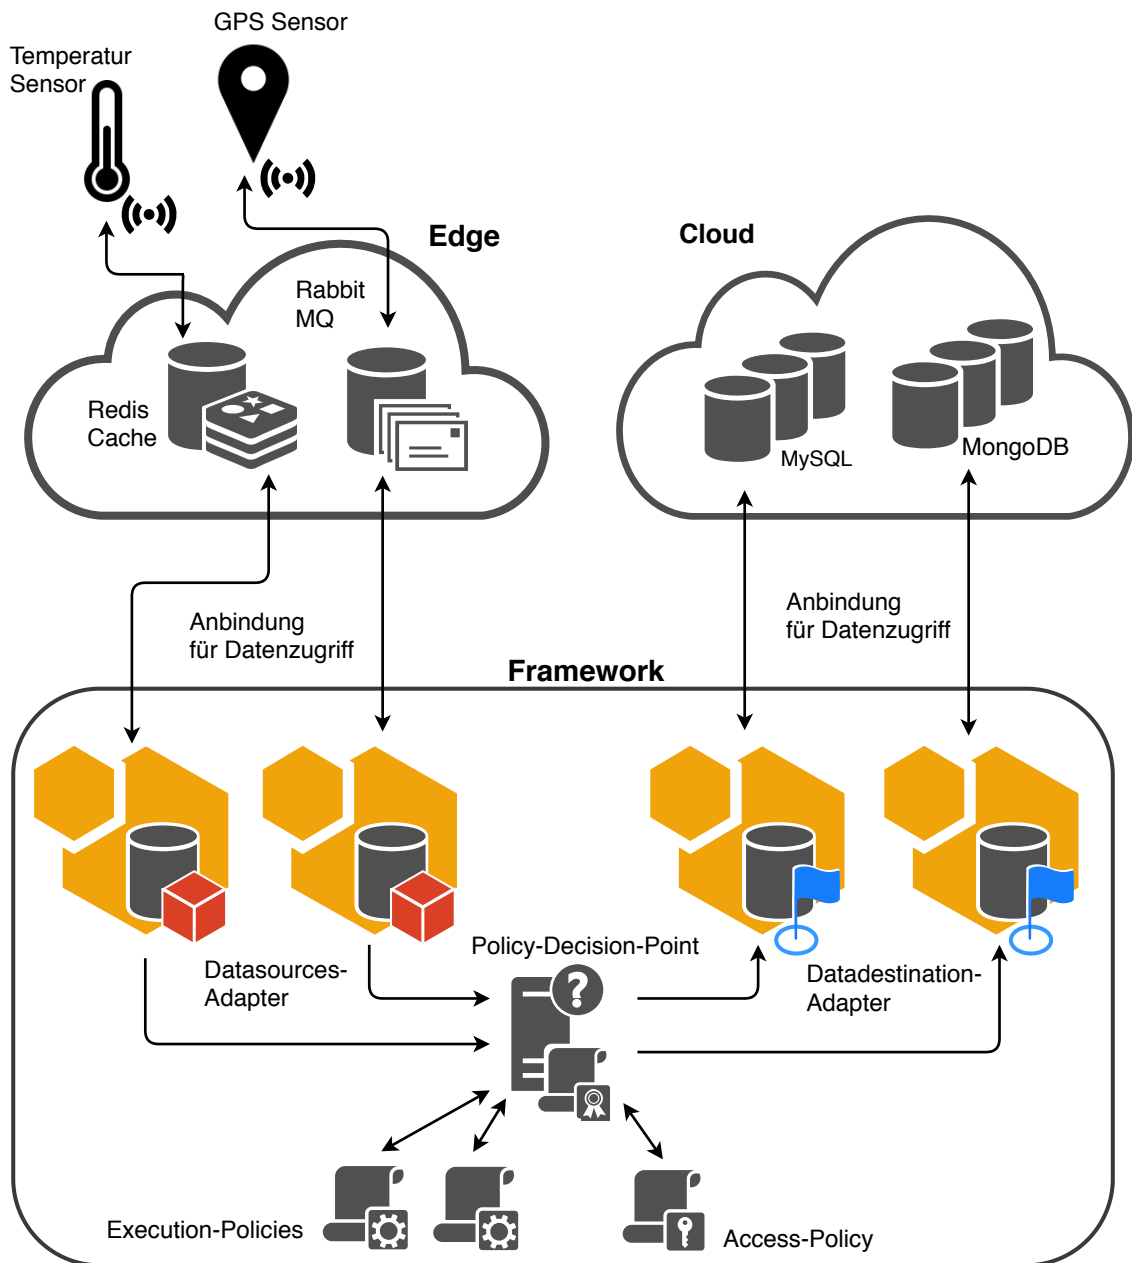 GPS Sensor
Temperatur
Sensor
Edge
Cloud
Rabbit
MQ
Redis
Cache
MySQL
MongoDB
Anbindung
für Datenzugriff
Anbindung
für Datenzugriff
Framework
Policy-Decision-Point
Datasources-
Adapter
Datadestination-
Adapter
?
Execution-Policies
Access-Policy